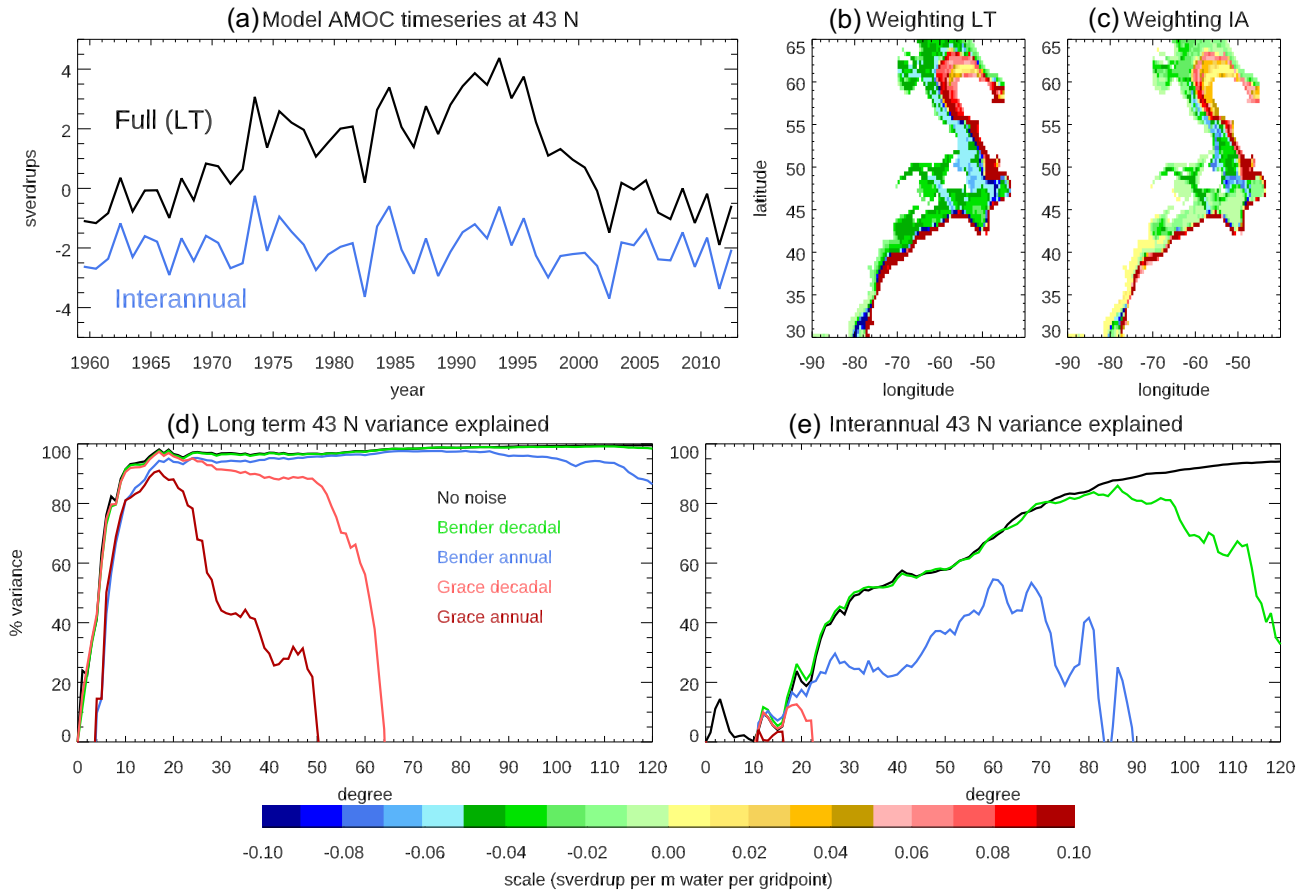 (a) Model AMOC timeseries at 43 N
(b) Weighting LT
(c) Weighting IA
sverdrups
4
2
0
-2
-4
Full (LT)
Interannual
1960 1965 1970 1975 1980 1985 1990 1995 2000 2005 2010
year
latitude
65
60
55
50
45
40
35
30
-90 -80 -70 -60 -50
longitude
65
60
55
50
45
40
35
30
-90 -80 -70 -60 -50
longitude
(d) Long term 43 N variance explained
% variance
100
80
60
40
20
0
No noise
Bender decadal
Bender annual
Grace decadal
Grace annual
0 10 20 30 40 50 60 70 80 90 100 110 120
degree
(e) Interannual 43 N variance explained
100
80
60
40
20
0
0 10 20 30 40 50 60 70 80 90 100 110 120
degree
-0.10 -0.08 -0.06 -0.04 -0.02 0.00 0.02 0.04 0.06 0.08 0.10
scale (sverdrup per m water per gridpoint)